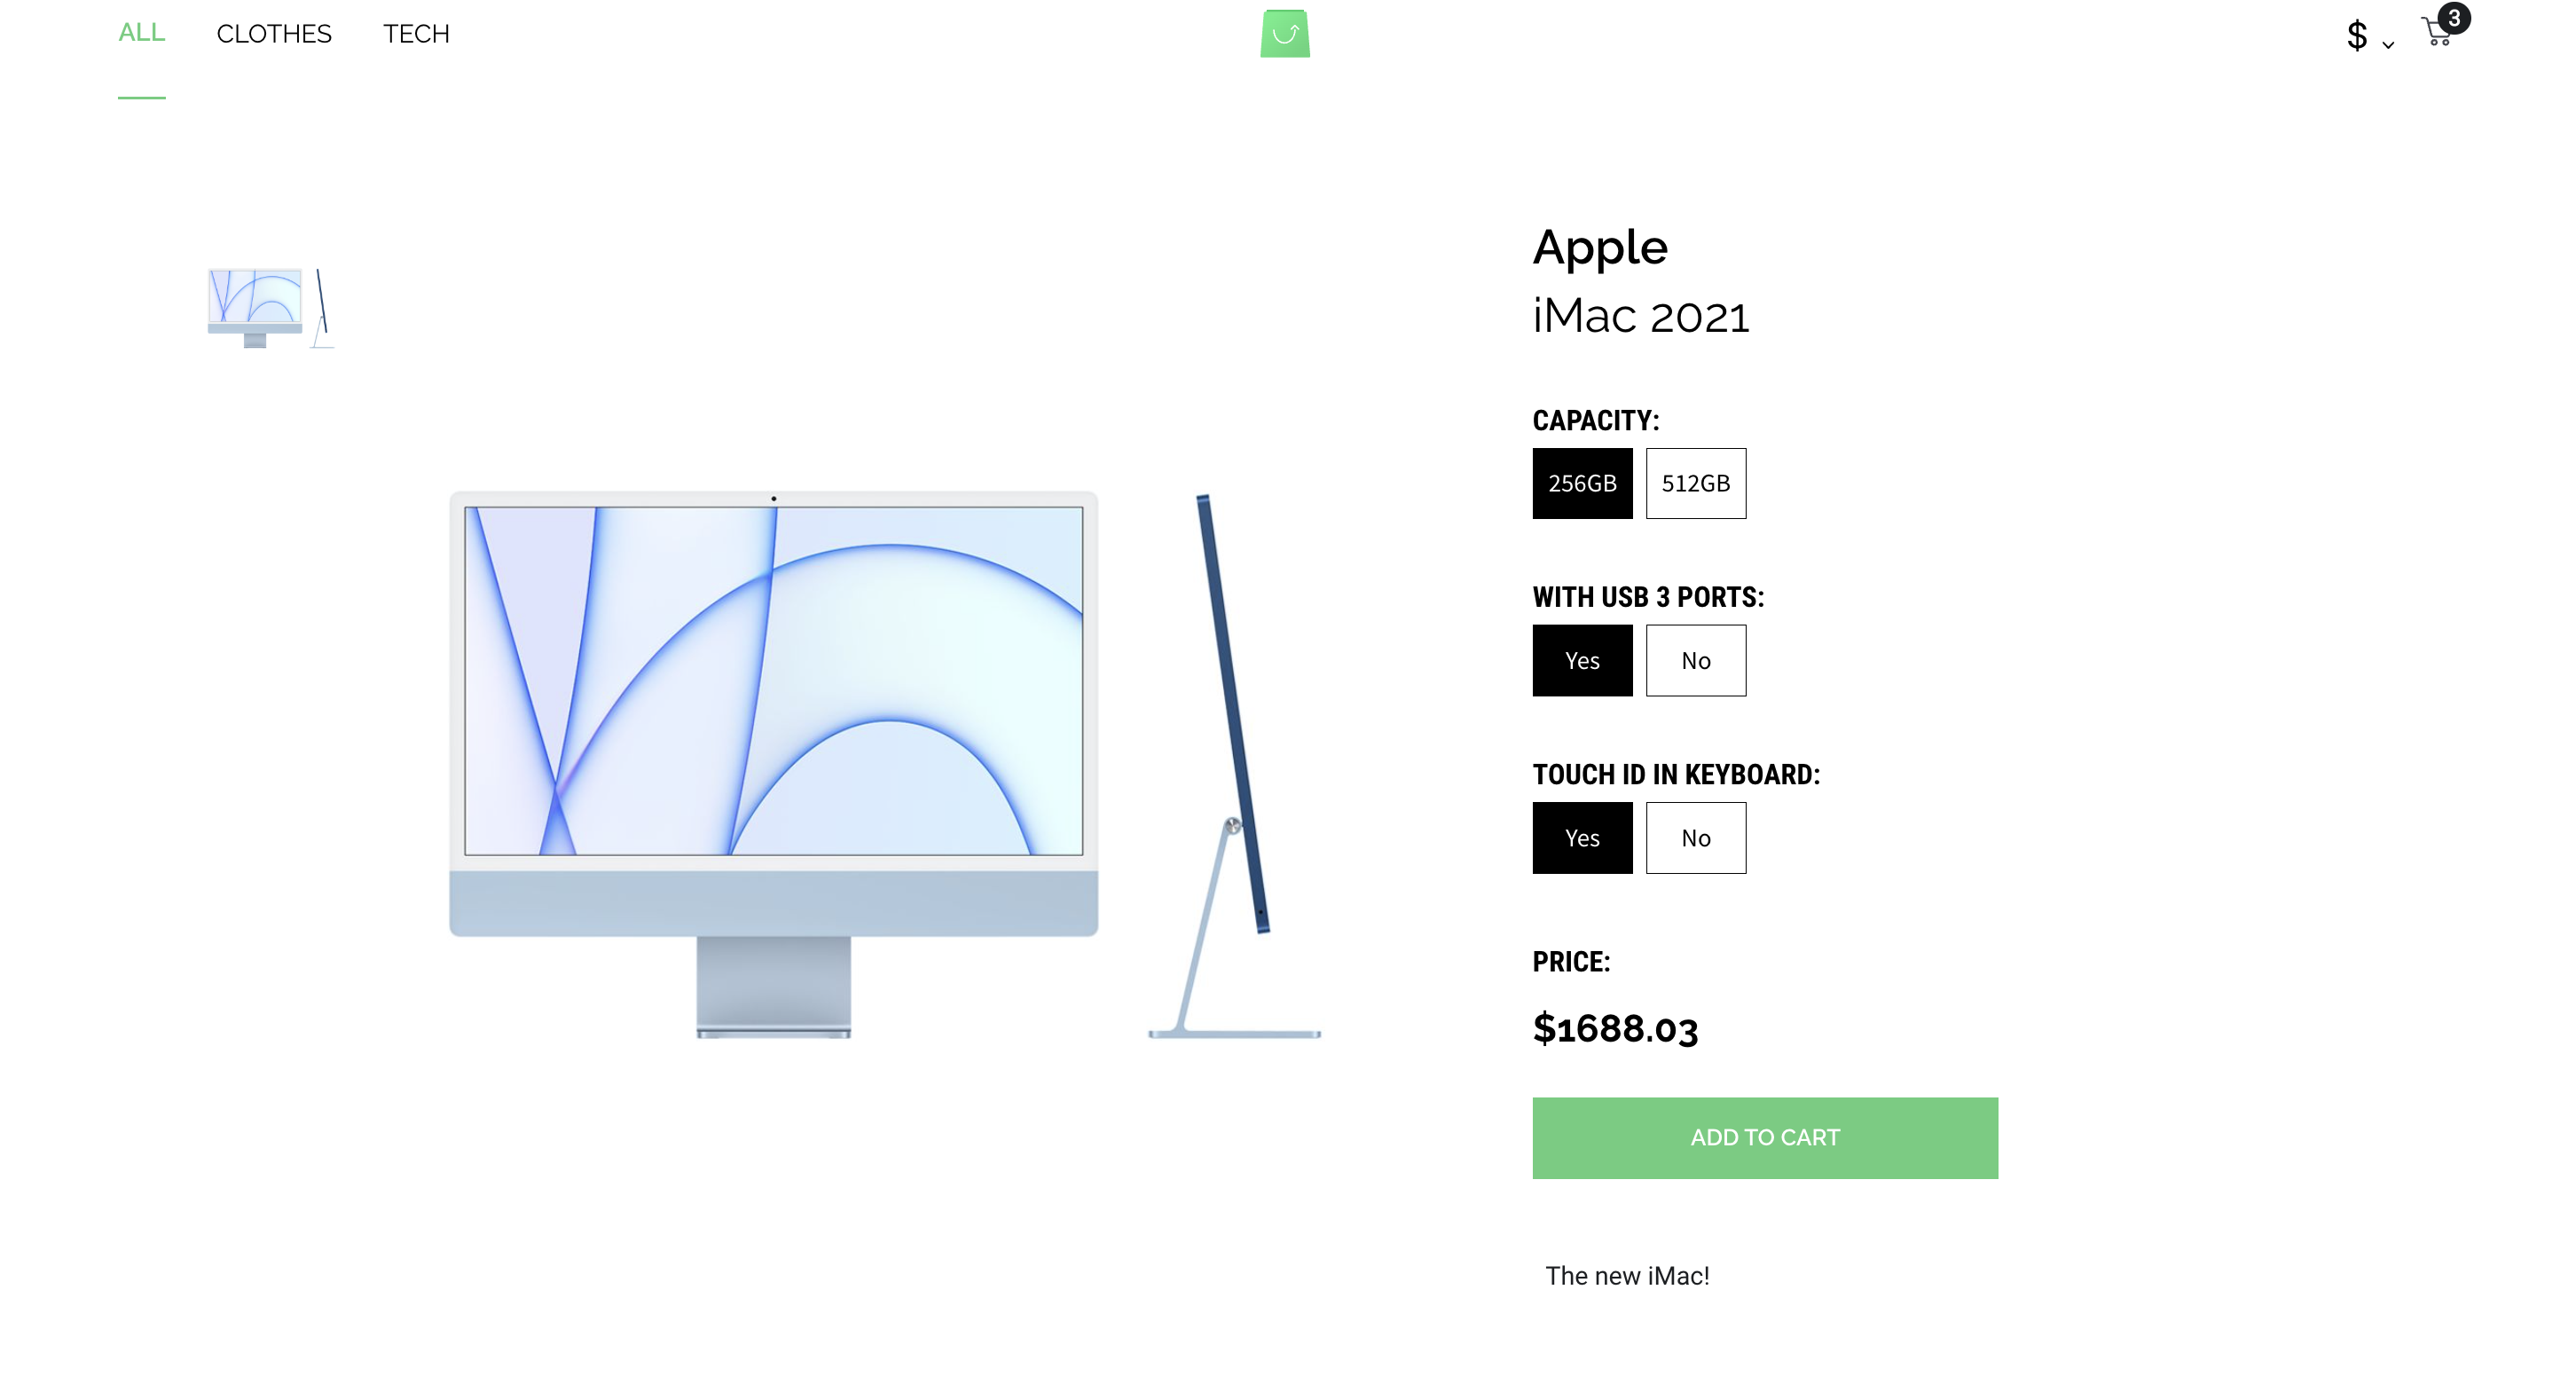 ALL CLOTHES TECH $ 3
Apple
iMac 2021
CAPACITY:
256GB 512GB
WITH USB 3 PORTS:
Yes No
TOUCH ID IN KEYBOARD:
Yes No
PRICE:
$1688.03
ADD TO CART
The new iMac!